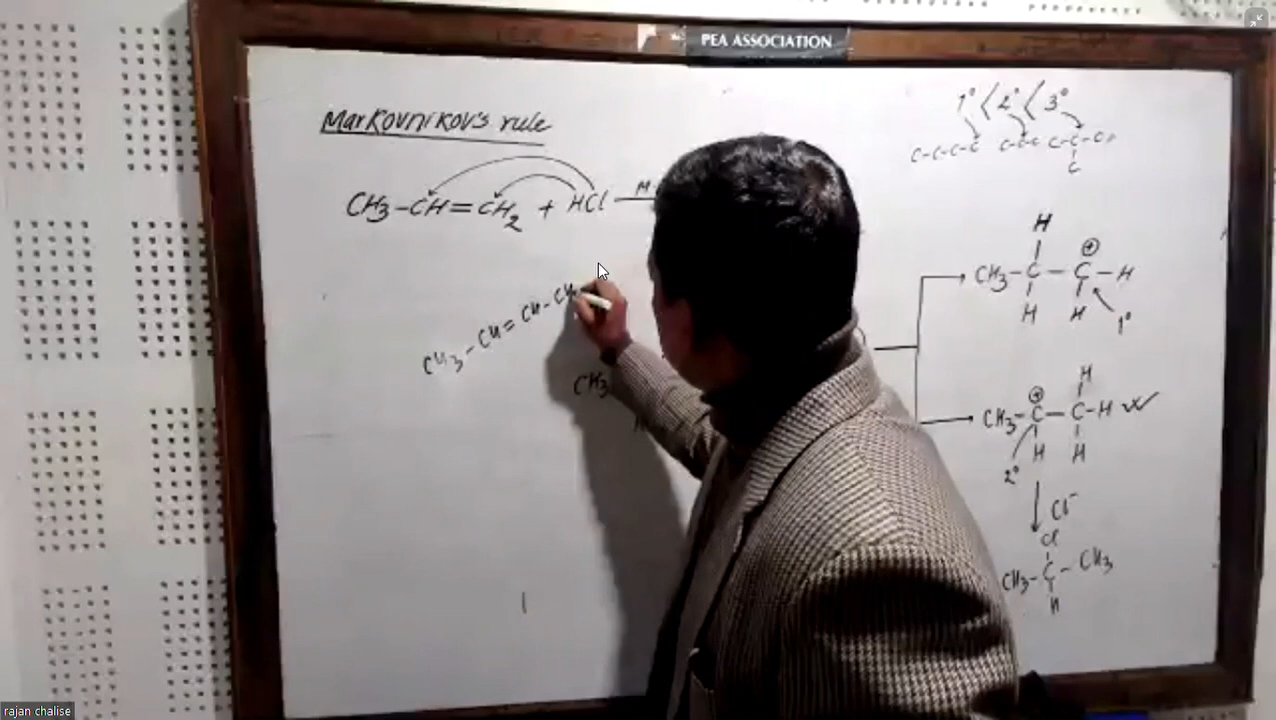 PEA ASSOCIATION
MarKovniKov's rule
1° < 2° < 3°
C-C-C-C C-C-C C-C-C
C
CH3-CH=CH2 + HCl
H
⊕
CH3-C-C-H
H H
1°
CH3-CH=CH-CH
CH3
H
⊕
CH3-C-C-H
H H
2°
Cl⁻
Cl
CH3-C-CH3
H
rajan chalise